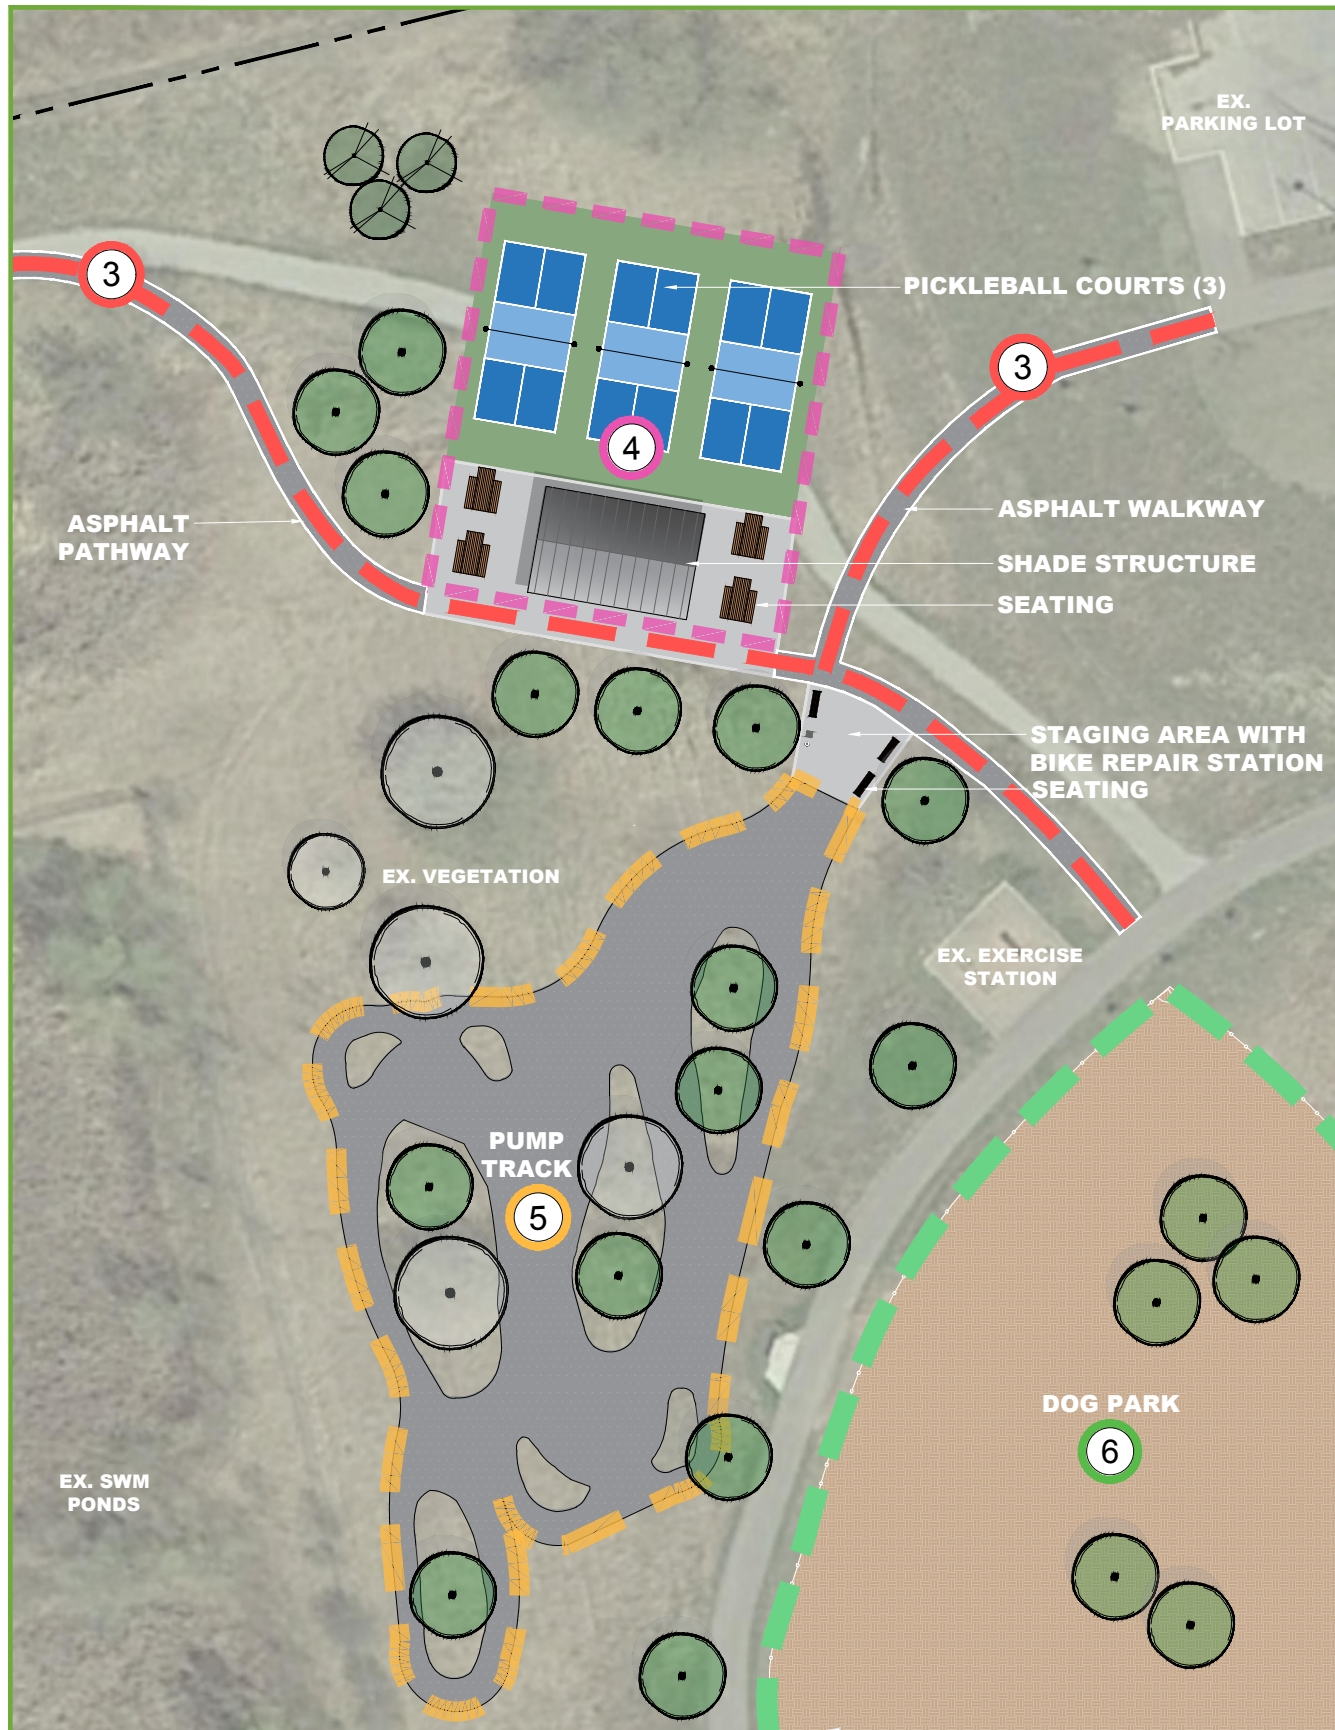 EX.
PARKING LOT
3
PICKLEBALL COURTS (3)
3
4
ASPHALT
PATHWAY
ASPHALT WALKWAY
SHADE STRUCTURE
SEATING
STAGING AREA WITH
BIKE REPAIR STATION
SEATING
EX. VEGETATION
EX. EXERCISE
STATION
PUMP
TRACK
5
DOG PARK
6
EX. SWM
PONDS